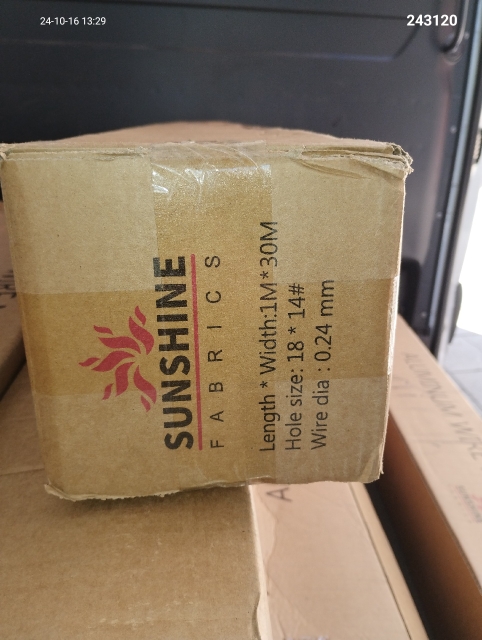 24-10-16 13:29
243120
SUNSHINE
FABRICS
Length * Width:1M*30M
Hole size: 18 * 14#
Wire dia : 0.24 mm